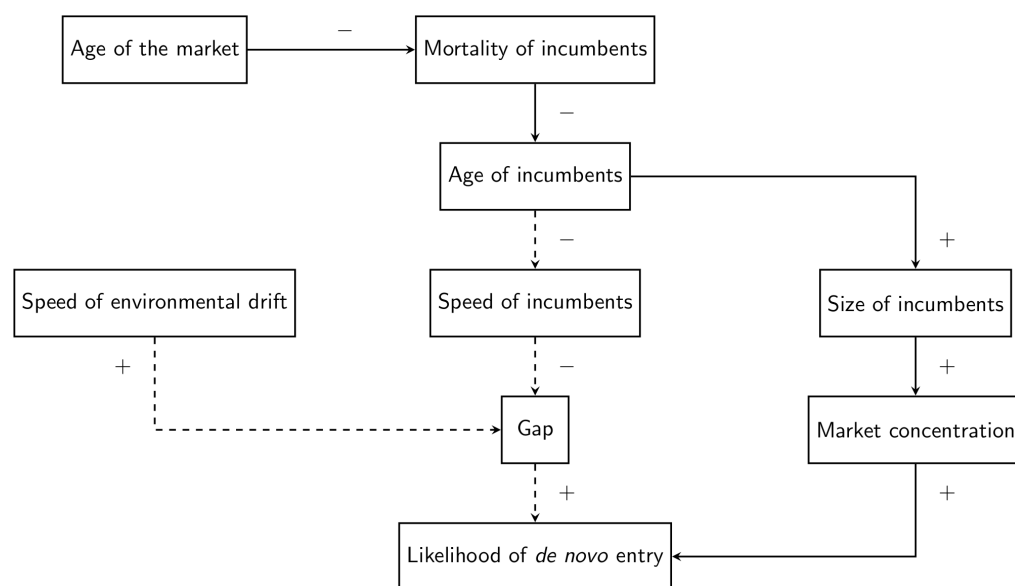 Age of the market
−
Mortality of incumbents
−
Age of incumbents
−
+
Speed of environmental drift
Speed of incumbents
Size of incumbents
+
−
+
Gap
Market concentration
+
+
Likelihood of de novo entry